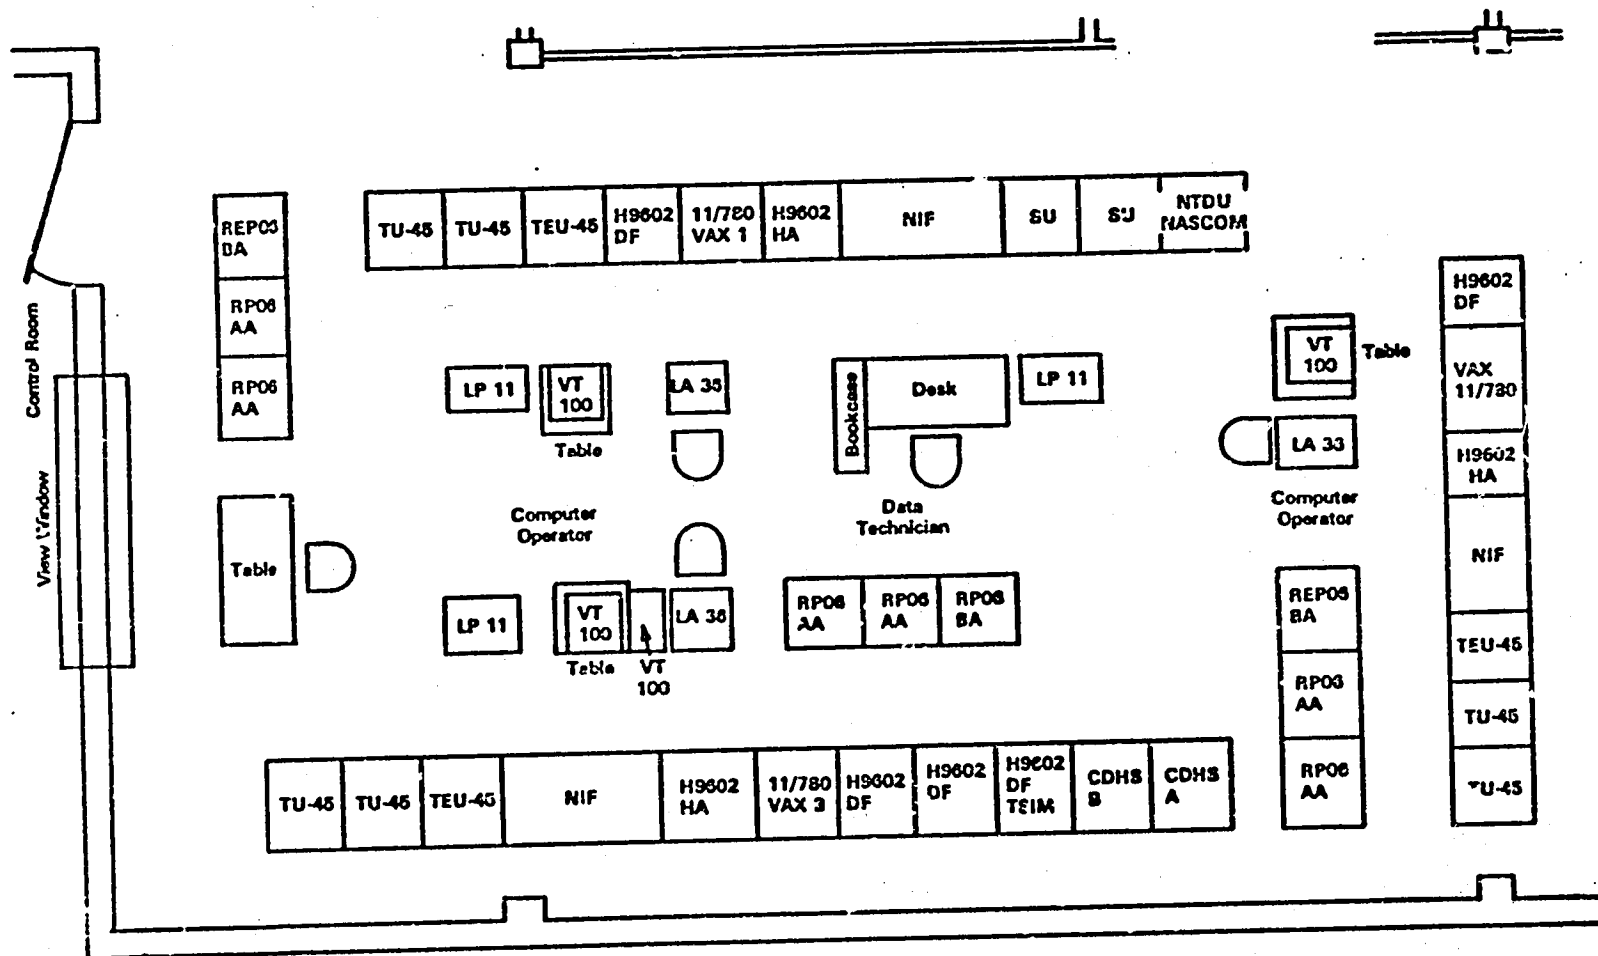 TU-45
TU-45
TEU-45
H9602
DF
11/780
VAX 1
H9602
HA
NIF
SU
SU
NTDU
NASCOM
REP06
BA
RP06
AA
RP06
AA
Control Room
View Window
Table
LP 11
VT
100
Table
LA 36
Bookcase
Desk
LP 11
Data
Technician
Computer
Operator
LP 11
VT
100
Table
VT
100
LA 36
RP06
AA
RP06
AA
RP06
BA
VT
100
Table
LA 33
Computer
Operator
REP06
BA
RP06
AA
RP06
AA
H9602
DF
VAX
11/780
H9602
HA
NIF
TEU-45
TU-45
TU-45
TU-45
TU-45
TEU-45
NIF
H9602
HA
11/780
VAX 3
H9602
DF
H9602
DF
H9602
DF
TSIM
CDHS
B
CDHS
A